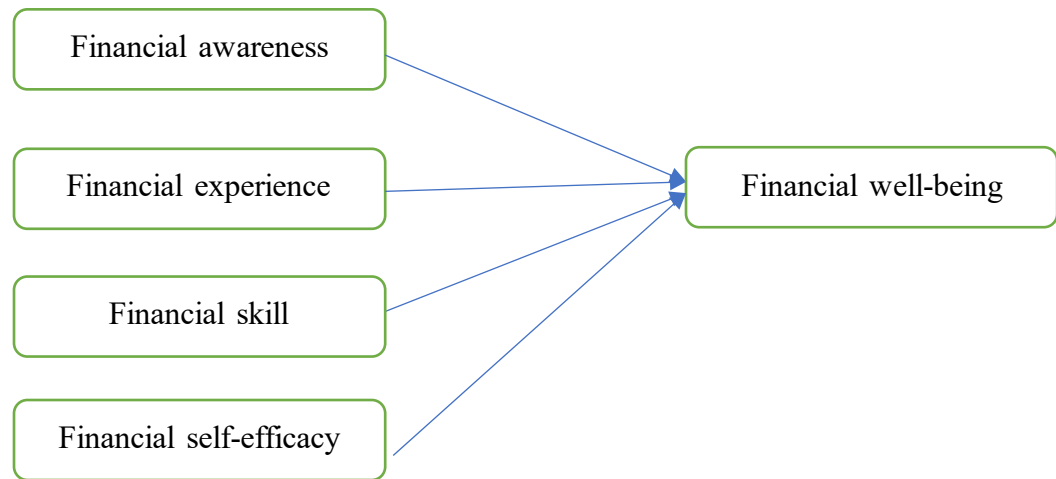 Financial awareness
Financial experience
Financial well-being
Financial skill
Financial self-efficacy